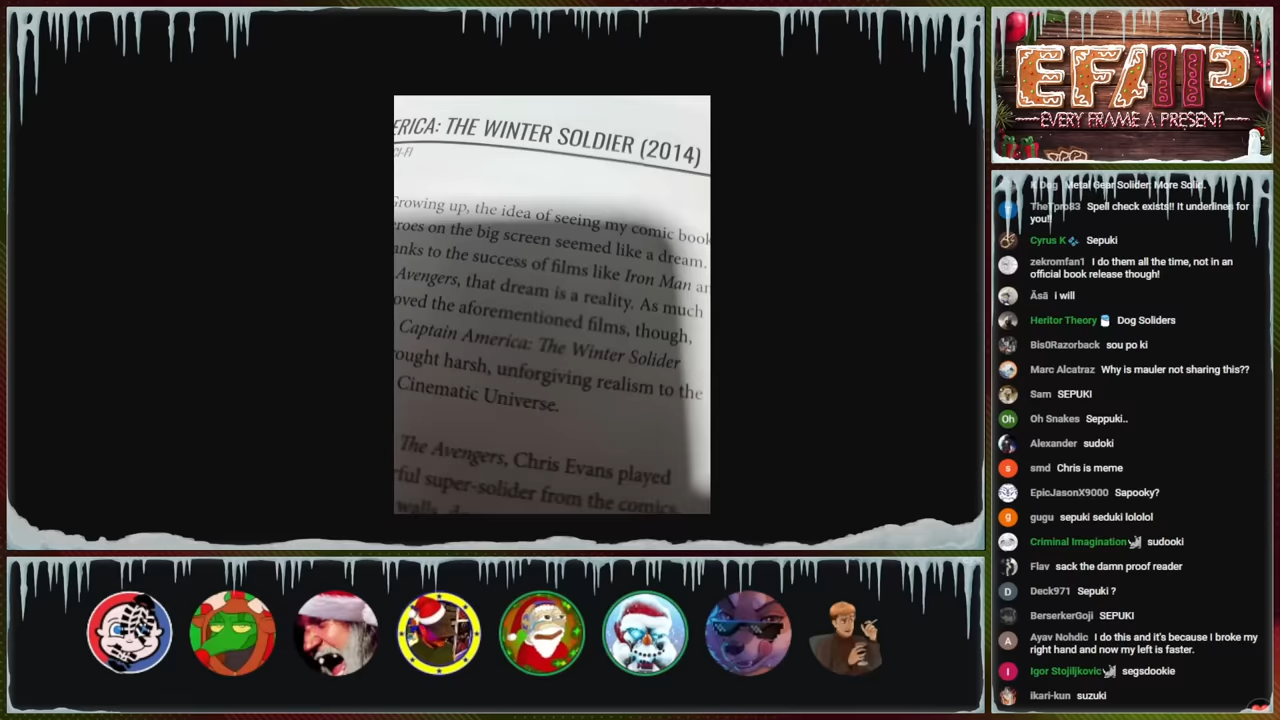 ERICA: THE WINTER SOLDIER (2014)
CI-FI
Growing up, the idea of seeing my comic book
eroes on the big screen seemed like a dream.
anks to the success of films like Iron Man an
Avengers, that dream is a reality. As much
oved the aforementioned films, though,
Captain America: The Winter Solider
rought harsh, unforgiving realism to the
Cinematic Universe.
The Avengers, Chris Evans played
rful super-solider from the comics.
walls,
EFAP
EVERY FRAME A PRESENT
K Dog Metal Gear Solider: More Solid.
TheTpro83 Spell check exists!! It underlines for
you!!
Cyrus K Sepuki
zekromfan1 I do them all the time, not in an
official book release though!
Äsä i will
Heritor Theory Dog Soliders
Bis0Razorback sou po ki
Marc Alcatraz Why is mauler not sharing this??
Sam SEPUKI
Oh Oh Snakes Seppuki..
Alexander sudoki
s smd Chris is meme
EpicJasonX9000 Sapooky?
g gugu sepuki seduki lololol
Criminal Imagination sudooki
Flav sack the damn proof reader
D Deck971 Sepuki ?
BerserkerGoji SEPUKI
A Ayav Nohdic I do this and it's because I broke my
right hand and now my left is faster.
I Igor Stojiljkovic segsdookie
ikari-kun suzuki